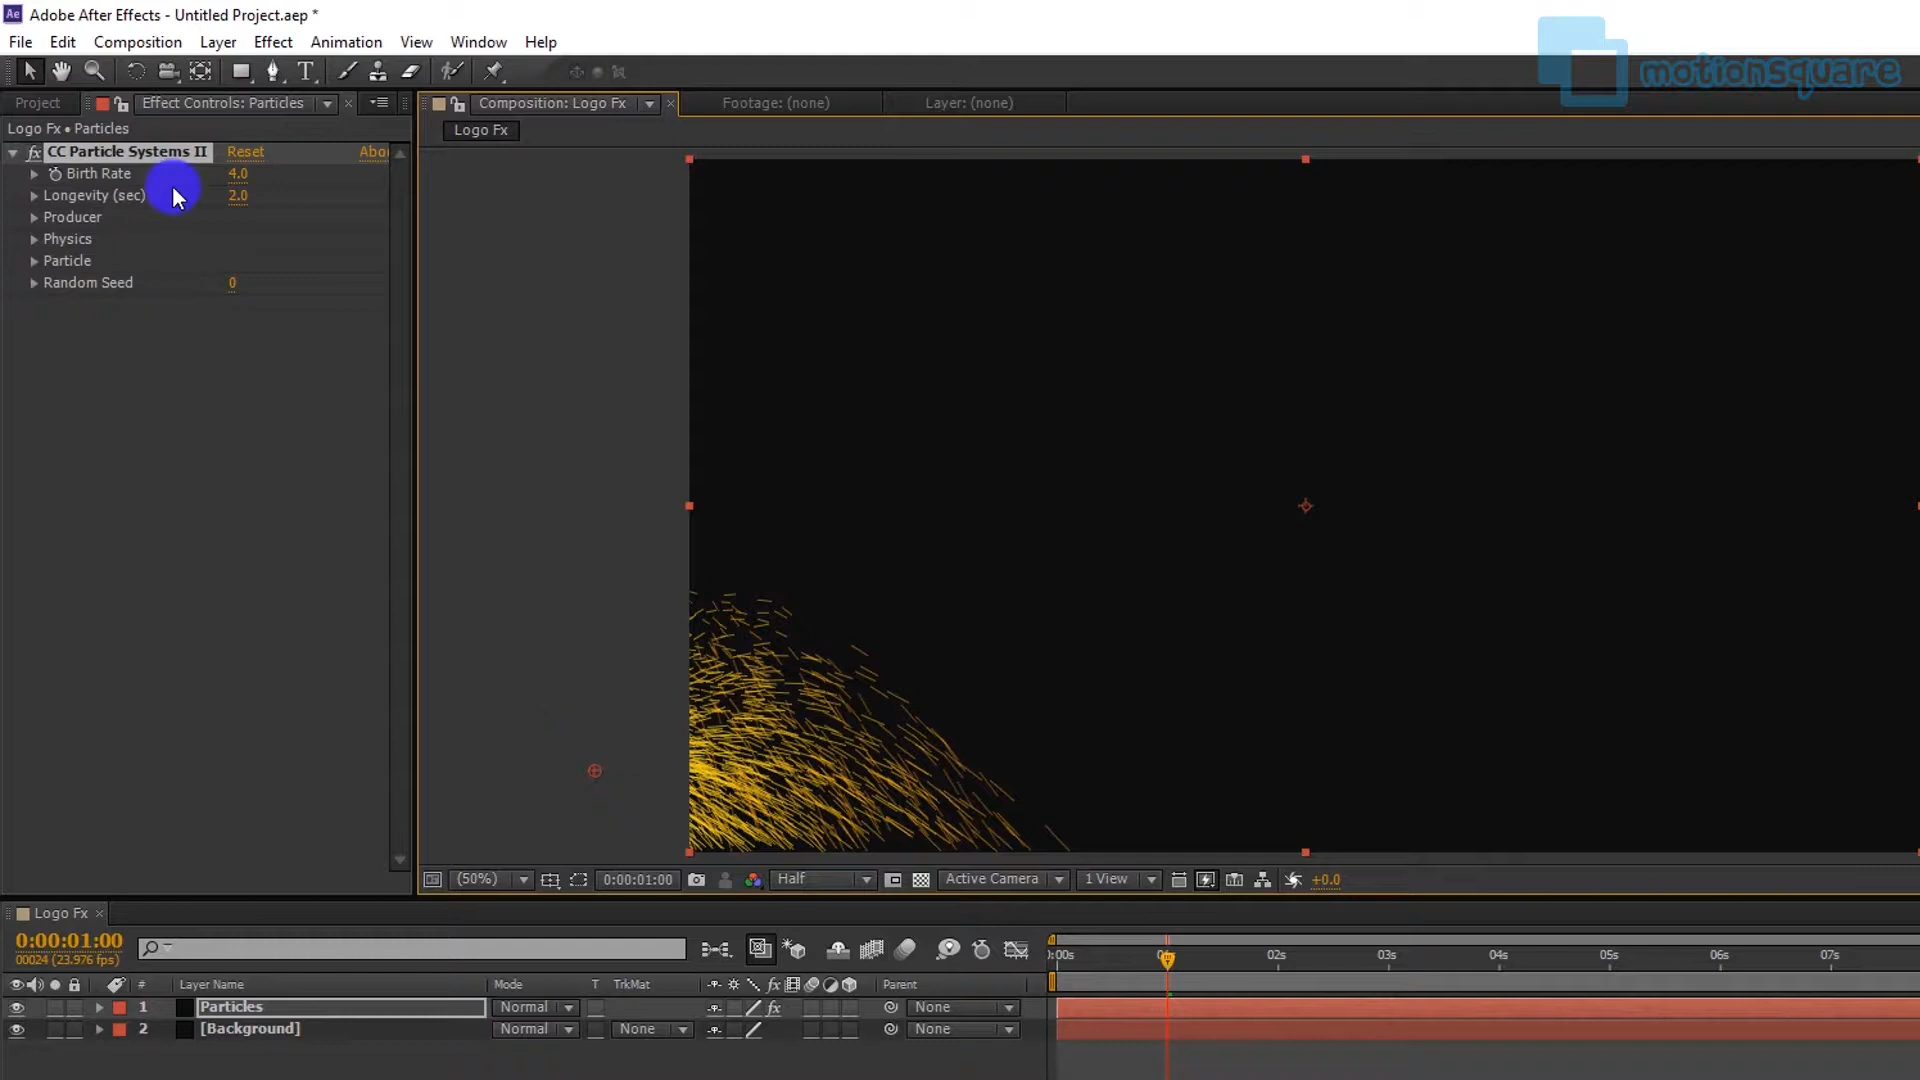 Ae Adobe After Effects - Untitled Project.aep *
motionsquare
File Edit Composition Layer Effect Animation View Window Help
T
Project Effect Controls: Particles × Composition: Logo Fx × Footage: (none) Layer: (none)
Logo Fx • Particles
Logo Fx
fx CC Particle Systems II Reset Abo
Birth Rate 4.0
Longevity (sec) 2.0
Producer
Physics
Particle
Random Seed 0
(50%) 0:00:01:00 Half Active Camera 1 View +0.0
Logo Fx ×
0:00:01:00
00024 (23.976 fps)
:00s 02s 03s 04s 05s 06s 07s
# Layer Name Mode T TrkMat fx Parent
1 Particles Normal fx None
2 [Background] Normal None None